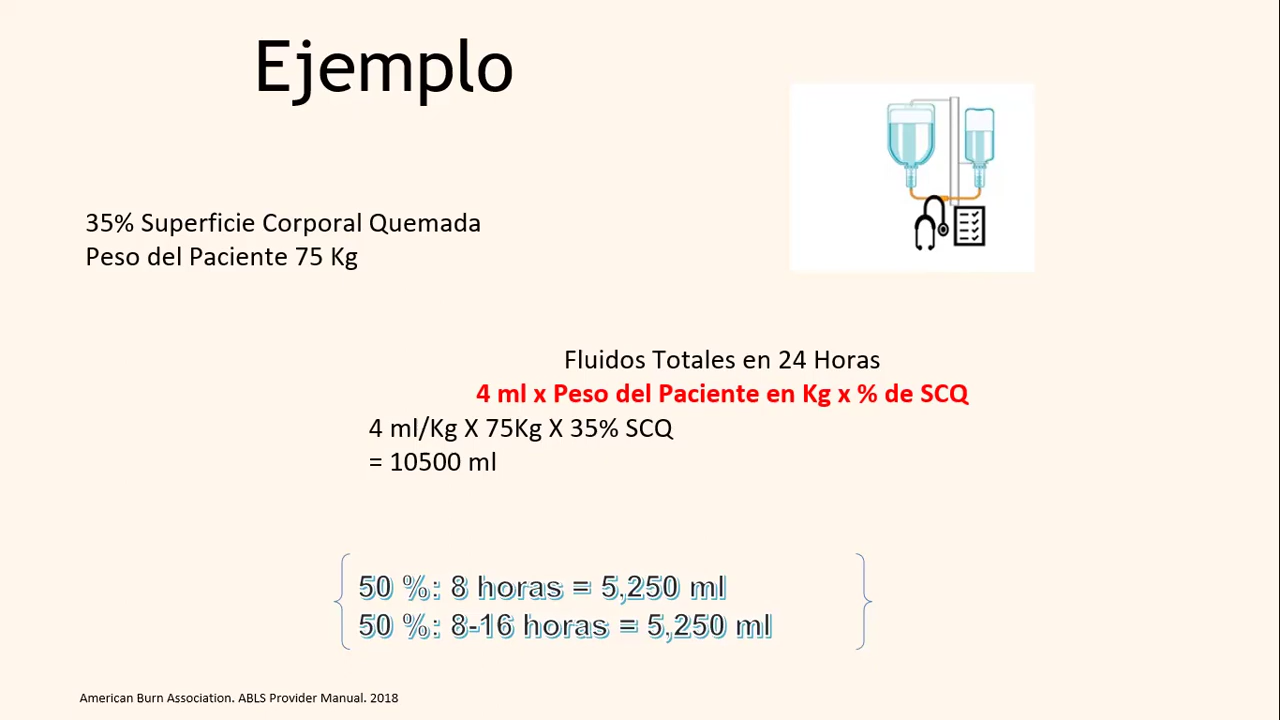 Ejemplo
35% Superficie Corporal Quemada
Peso del Paciente 75 Kg
Fluidos Totales en 24 Horas
4 ml x Peso del Paciente en Kg x % de SCQ
4 ml/Kg X 75Kg X 35% SCQ
= 10500 ml
50 %: 8 horas = 5,250 ml
50 %: 8-16 horas = 5,250 ml
American Burn Association. ABLS Provider Manual. 2018